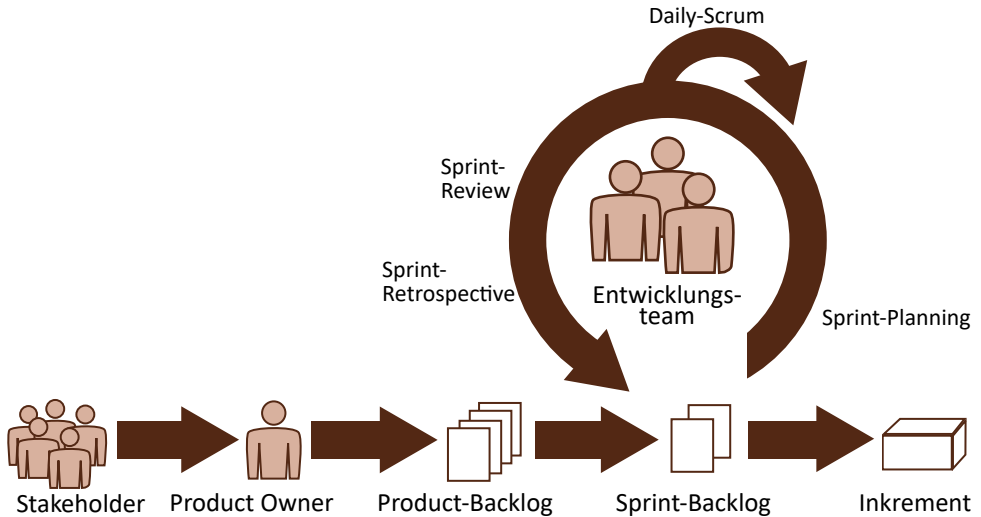 Daily-Scrum
Sprint-
Review
Sprint-
Retrospective
Entwicklungs-
team
Sprint-Planning
Stakeholder
Product Owner
Product-Backlog
Sprint-Backlog
Inkrement